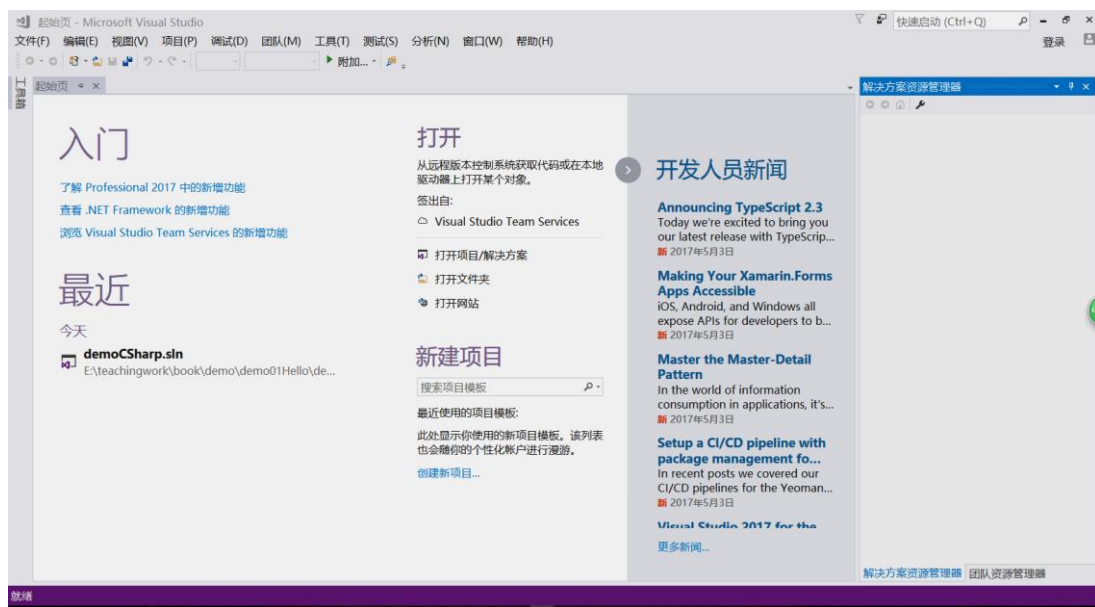 起始页 - Microsoft Visual Studio
快速启动 (Ctrl+Q)
文件(F) 编辑(E) 视图(V) 项目(P) 调试(D) 团队(M) 工具(T) 测试(S) 分析(N) 窗口(W) 帮助(H)
登录
附加...
工具箱
起始页
入门
了解 Professional 2017 中的新增功能
查看 .NET Framework 的新增功能
浏览 Visual Studio Team Services 的新增功能
最近
今天
demoCSharp.sln
E:\teachingwork\book\demo\demo01Hello\de...
打开
从远程版本控制系统获取代码或在本地
驱动器上打开某个对象。
签出自:
Visual Studio Team Services
打开项目/解决方案
打开文件夹
打开网站
新建项目
搜索项目模板
最近使用的项目模板:
此处显示你使用的新项目模板。该列表
也会随你的个性化帐户进行漫游。
创建新项目...
开发人员新闻
Announcing TypeScript 2.3
Today we're excited to bring you
our latest release with TypeScrip...
新 2017年5月3日
Making Your Xamarin.Forms
Apps Accessible
iOS, Android, and Windows all
expose APIs for developers to b...
新 2017年5月3日
Master the Master-Detail
Pattern
In the world of information
consumption in applications, it's...
新 2017年5月3日
Setup a CI/CD pipeline with
package management fo...
In recent posts we covered our
CI/CD pipelines for the Yeoman...
新 2017年5月3日
Visual Studio 2017 for the
更多新闻...
解决方案资源管理器
解决方案资源管理器 团队资源管理器
就绪